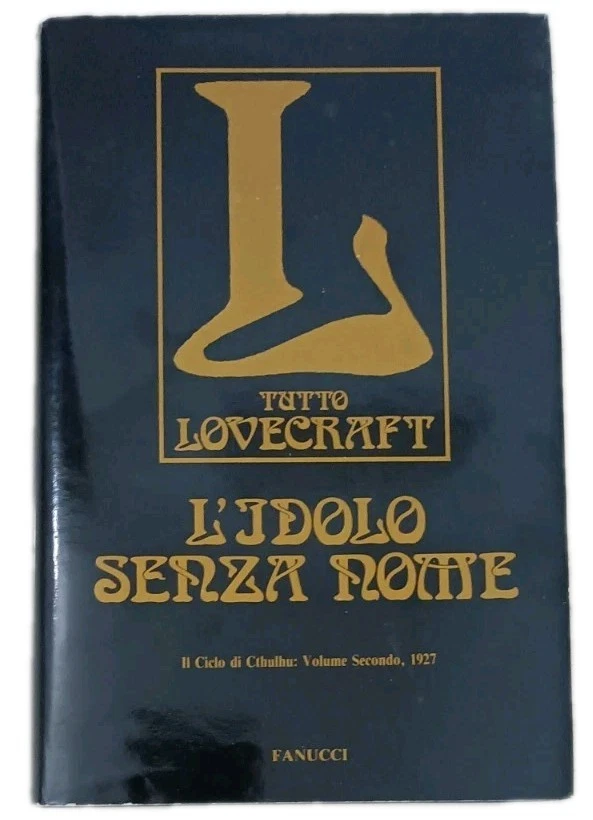 L
TUTTO
LOVECRAFT
L'IDOLO
SENZA NOME
Il Ciclo di Cthulhu: Volume Secondo, 1927
FANUCCI